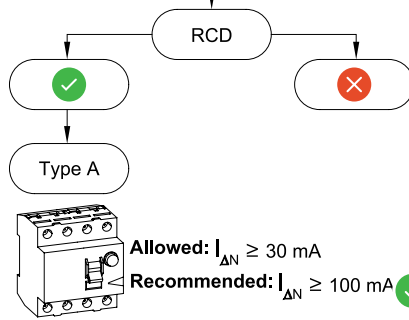 RCD
Type A
Allowed: IΔN ≥ 30 mA
Recommended: IΔN ≥ 100 mA